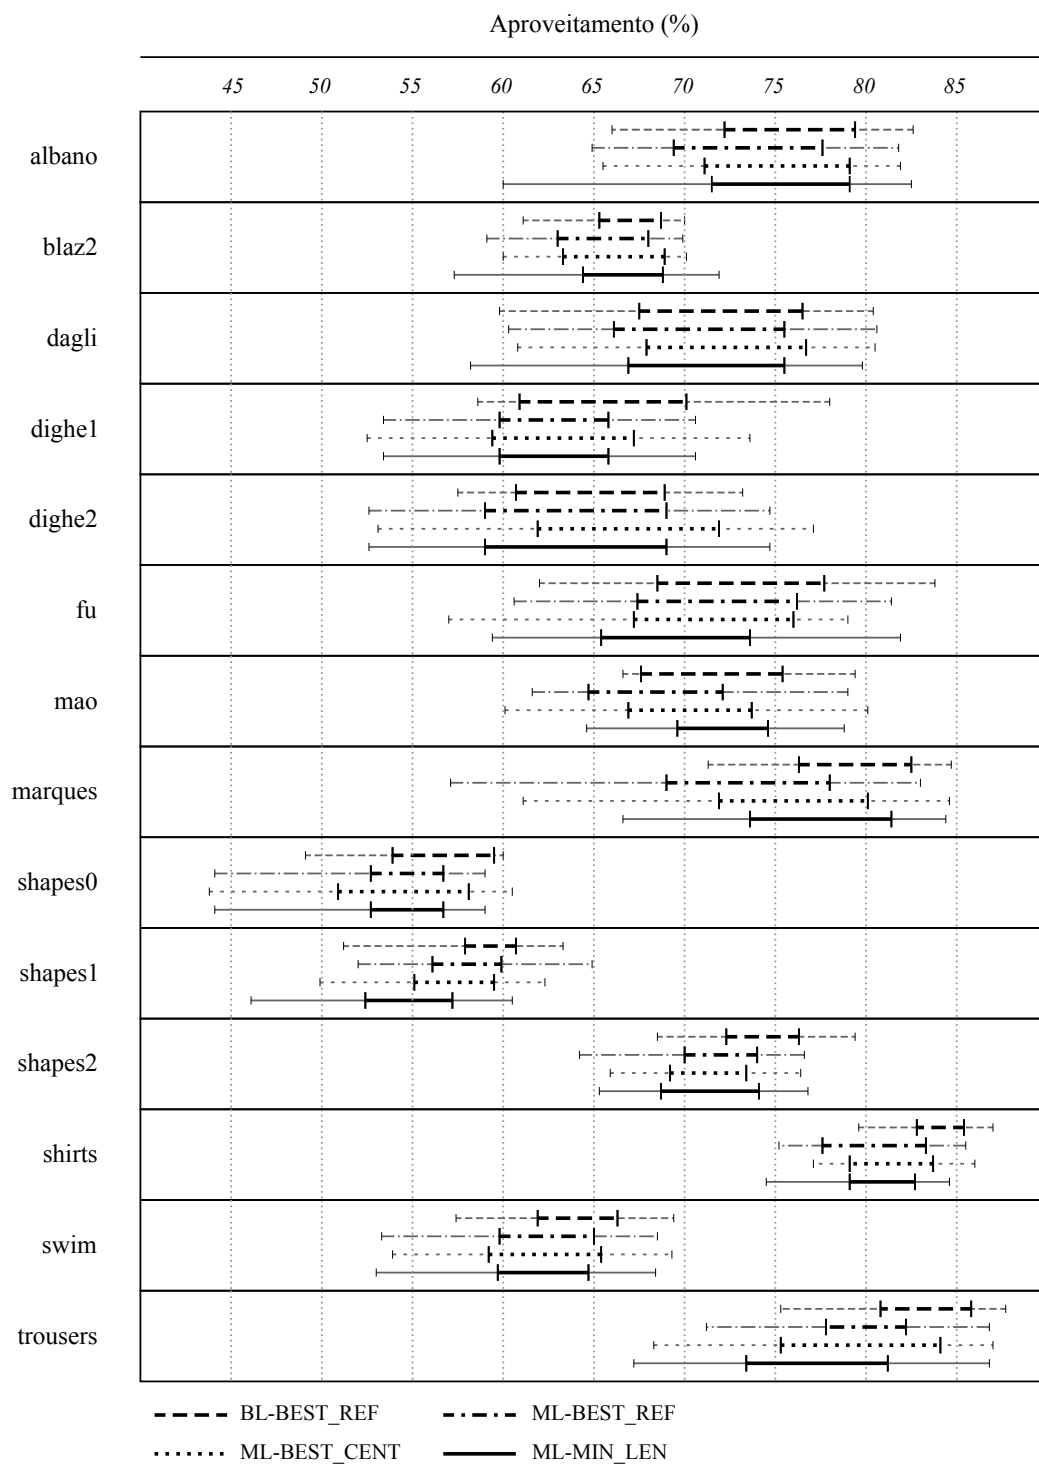 Aproveitamento (%)
45 50 55 60 65 70 75 80 85
albano
blaz2
dagli
dighe1
dighe2
fu
mao
marques
shapes0
shapes1
shapes2
shirts
swim
trousers
BL-BEST_REF ML-BEST_REF
ML-BEST_CENT ML-MIN_LEN